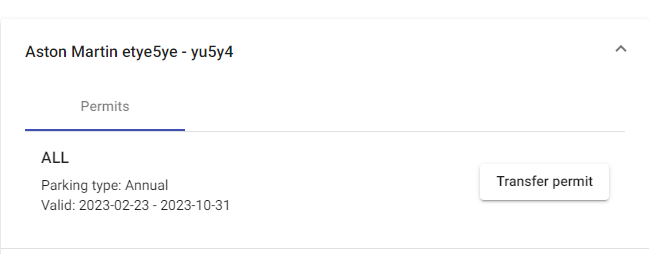 Aston Martin etye5ye - yu5y4
Permits
ALL
Parking type: Annual
Valid: 2023-02-23 - 2023-10-31
Transfer permit